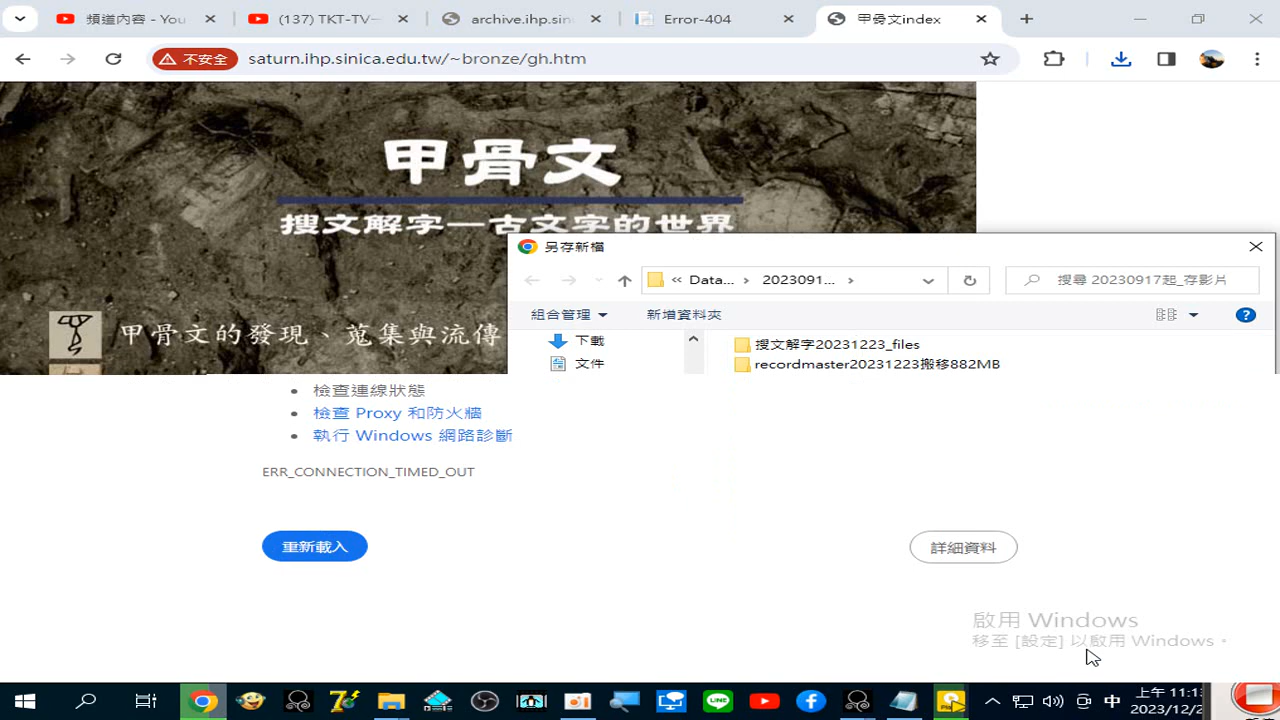 頻道內容 - You
(137) TKT-TV-
archive.ihp.sin
Error-404
甲骨文index
不安全
saturn.ihp.sinica.edu.tw/~bronze/gh.htm
甲骨文
搜文解字—古文字的世界
另存新檔
« Data... › 2023091... ›
搜尋 20230917起_存影片
組合管理
新增資料夾
甲骨文的發現、蒐集與流傳
下載
搜文解字20231223_files
文件
recordmaster20231223搬移882MB
• 檢查連線狀態
• 檢查 Proxy 和防火牆
• 執行 Windows 網路診斷
ERR_CONNECTION_TIMED_OUT
重新載入
詳細資料
啟用 Windows
移至 [設定] 以啟用 Windows。
中
上午 11:1
2023/12/2